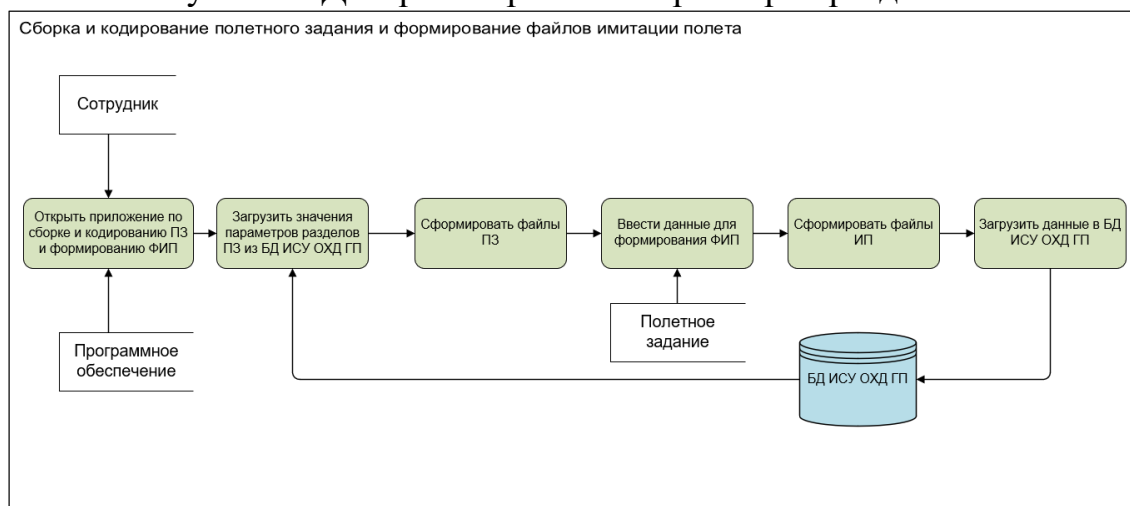 Сборка и кодирование полетного задания и формирование файлов имитации полета
Сотрудник
Открыть приложение по
сборке и кодированию ПЗ
и формированию ФИП
Загрузить значения
параметров разделов
ПЗ из БД ИСУ ОХД ГП
Сформировать файлы
ПЗ
Ввести данные для
формирования ФИП
Сформировать файлы
ИП
Загрузить данные в БД
ИСУ ОХД ГП
Программное
обеспечение
Полетное
задание
БД ИСУ ОХД ГП